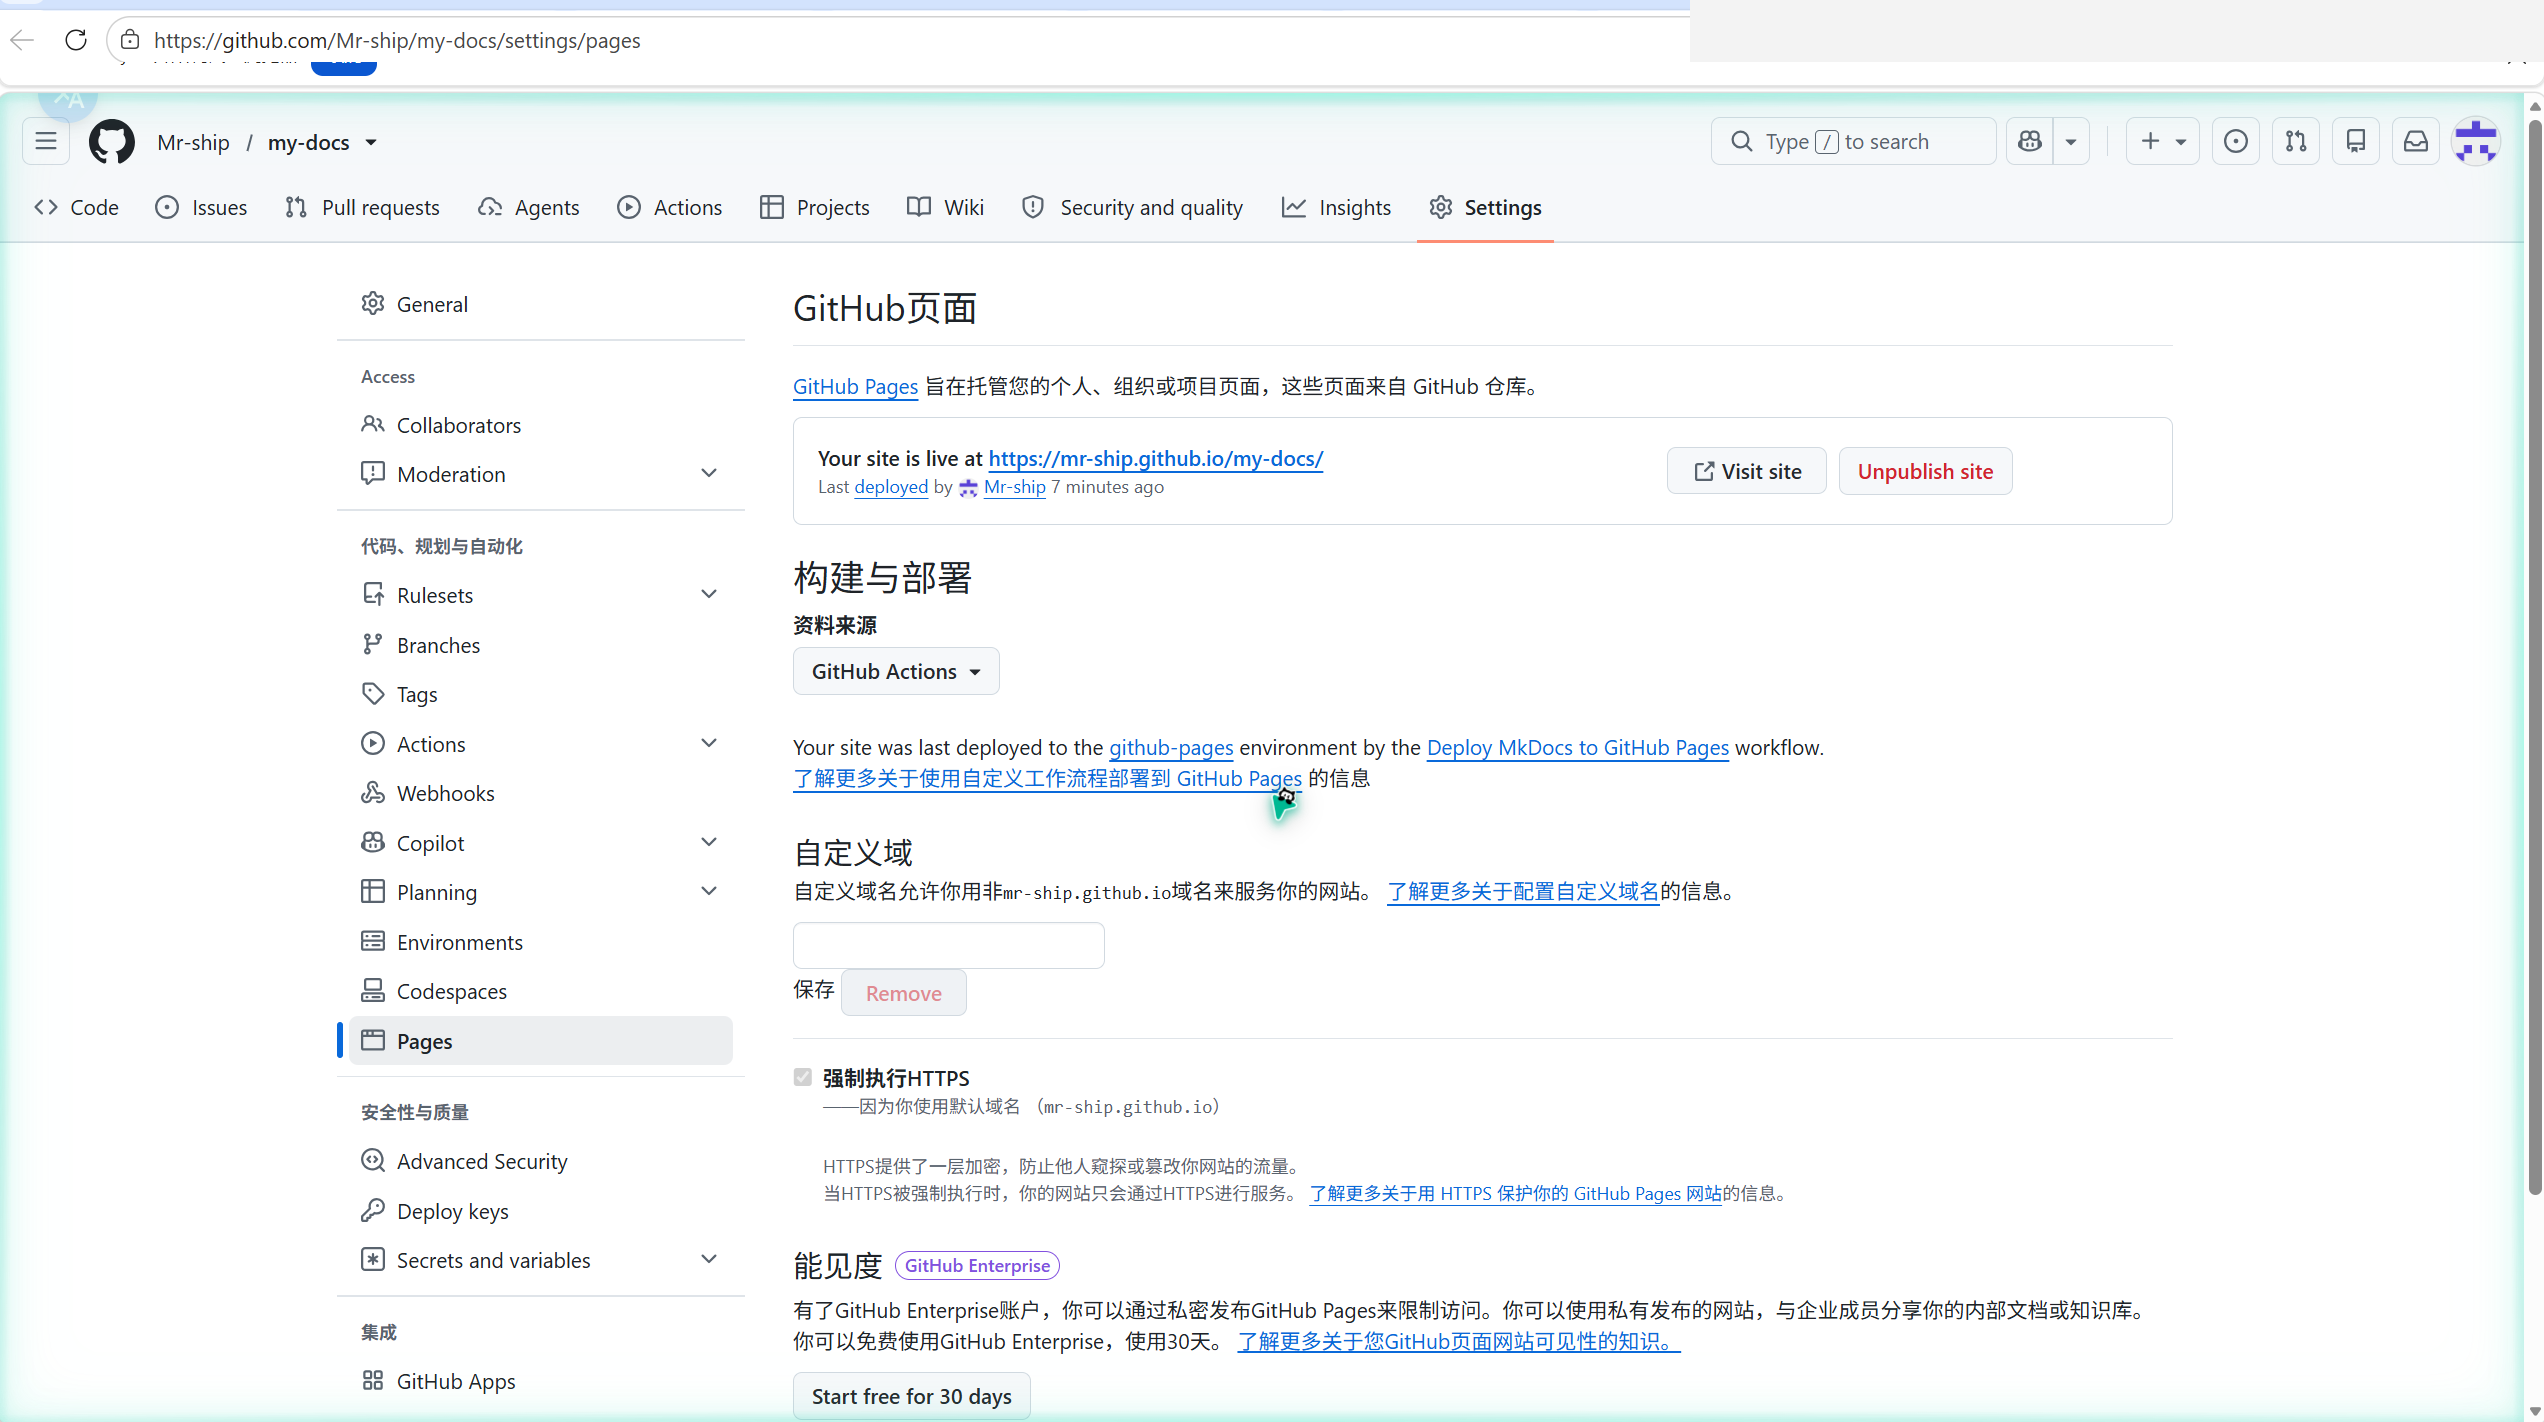 https://github.com/Mr-ship/my-docs/settings/pages
Mr-ship / my-docs
Type / to search
Code Issues Pull requests Agents Actions Projects Wiki Security and quality Insights Settings
General
Access
Collaborators
Moderation
代码、规划与自动化
Rulesets
Branches
Tags
Actions
Webhooks
Copilot
Planning
Environments
Codespaces
Pages
安全性与质量
Advanced Security
Deploy keys
Secrets and variables
集成
GitHub Apps
GitHub页面
GitHub Pages 旨在托管您的个人、组织或项目页面，这些页面来自 GitHub 仓库。
Your site is live at https://mr-ship.github.io/my-docs/
Last deployed by Mr-ship 7 minutes ago
Visit site
Unpublish site
构建与部署
资料来源
GitHub Actions
Your site was last deployed to the github-pages environment by the Deploy MkDocs to GitHub Pages workflow.
了解更多关于使用自定义工作流程部署到 GitHub Pages 的信息
自定义域
自定义域名允许你用非mr-ship.github.io域名来服务你的网站。 了解更多关于配置自定义域名的信息。
保存 Remove
强制执行HTTPS
——因为你使用默认域名 （mr-ship.github.io）
HTTPS提供了一层加密，防止他人窥探或篡改你网站的流量。
当HTTPS被强制执行时，你的网站只会通过HTTPS进行服务。 了解更多关于用 HTTPS 保护你的 GitHub Pages 网站的信息。
能见度 GitHub Enterprise
有了GitHub Enterprise账户，你可以通过私密发布GitHub Pages来限制访问。你可以使用私有发布的网站，与企业成员分享你的内部文档或知识库。
你可以免费使用GitHub Enterprise，使用30天。 了解更多关于您GitHub页面网站可见性的知识。
Start free for 30 days